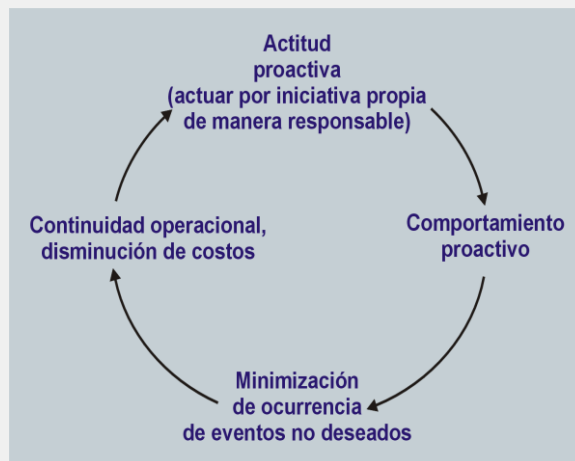 Actitud
proactiva
(actuar por iniciativa propia
de manera responsable)
Comportamiento
proactivo
Minimización
de ocurrencia
de eventos no deseados
Continuidad operacional,
disminución de costos